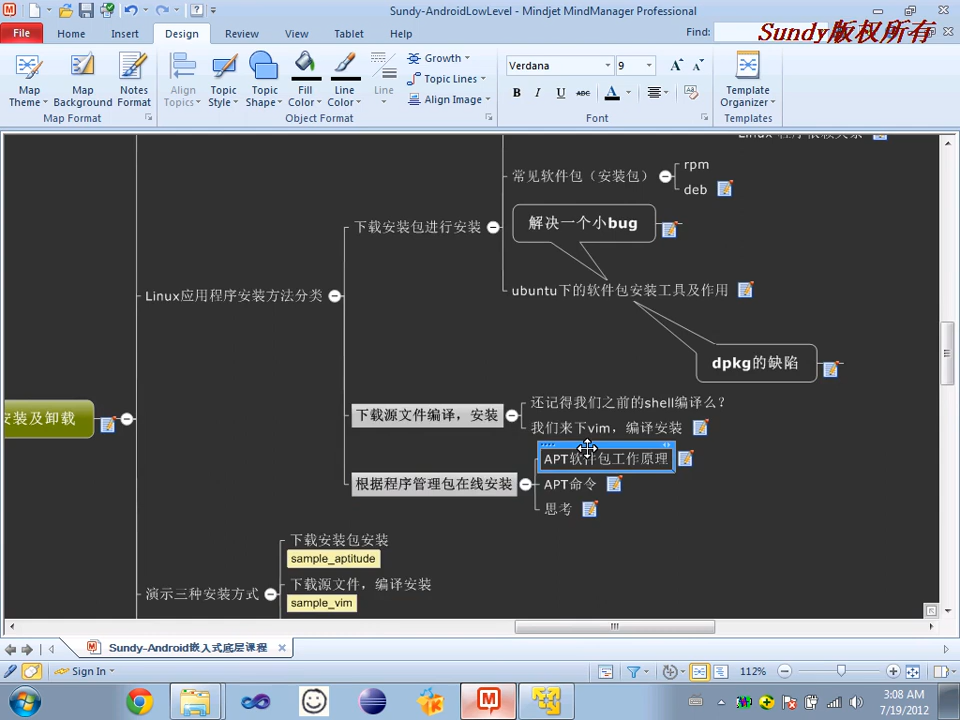 Sundy-AndroidLowLevel - Mindjet MindManager Professional
File
Home
Insert
Design
Review
View
Tablet
Help
Find:
Sundy版权所有
Map Theme
Map Background
Notes Format
Align Topics
Topic Style
Topic Shape
Fill Color
Line Color
Line
Growth
Topic Lines
Align Image
Verdana
9
B I U ABC A
Template Organizer
Map Format
Object Format
Font
Templates
常见软件包（安装包）
rpm
deb
解决一个小bug
下载安装包进行安装
ubuntu下的软件包安装工具及作用
Linux应用程序安装方法分类
dpkg的缺陷
还记得我们之前的shell编译么？
下载源文件编译，安装
我们来下vim，编译安装
装及卸载
APT软件包工作原理
根据程序管理包在线安装
APT命令
思考
下载安装包安装
sample_aptitude
下载源文件，编译安装
演示三种安装方式
sample_vim
Sundy-Android嵌入式底层课程
Sign In
112%
3:08 AM
7/19/2012